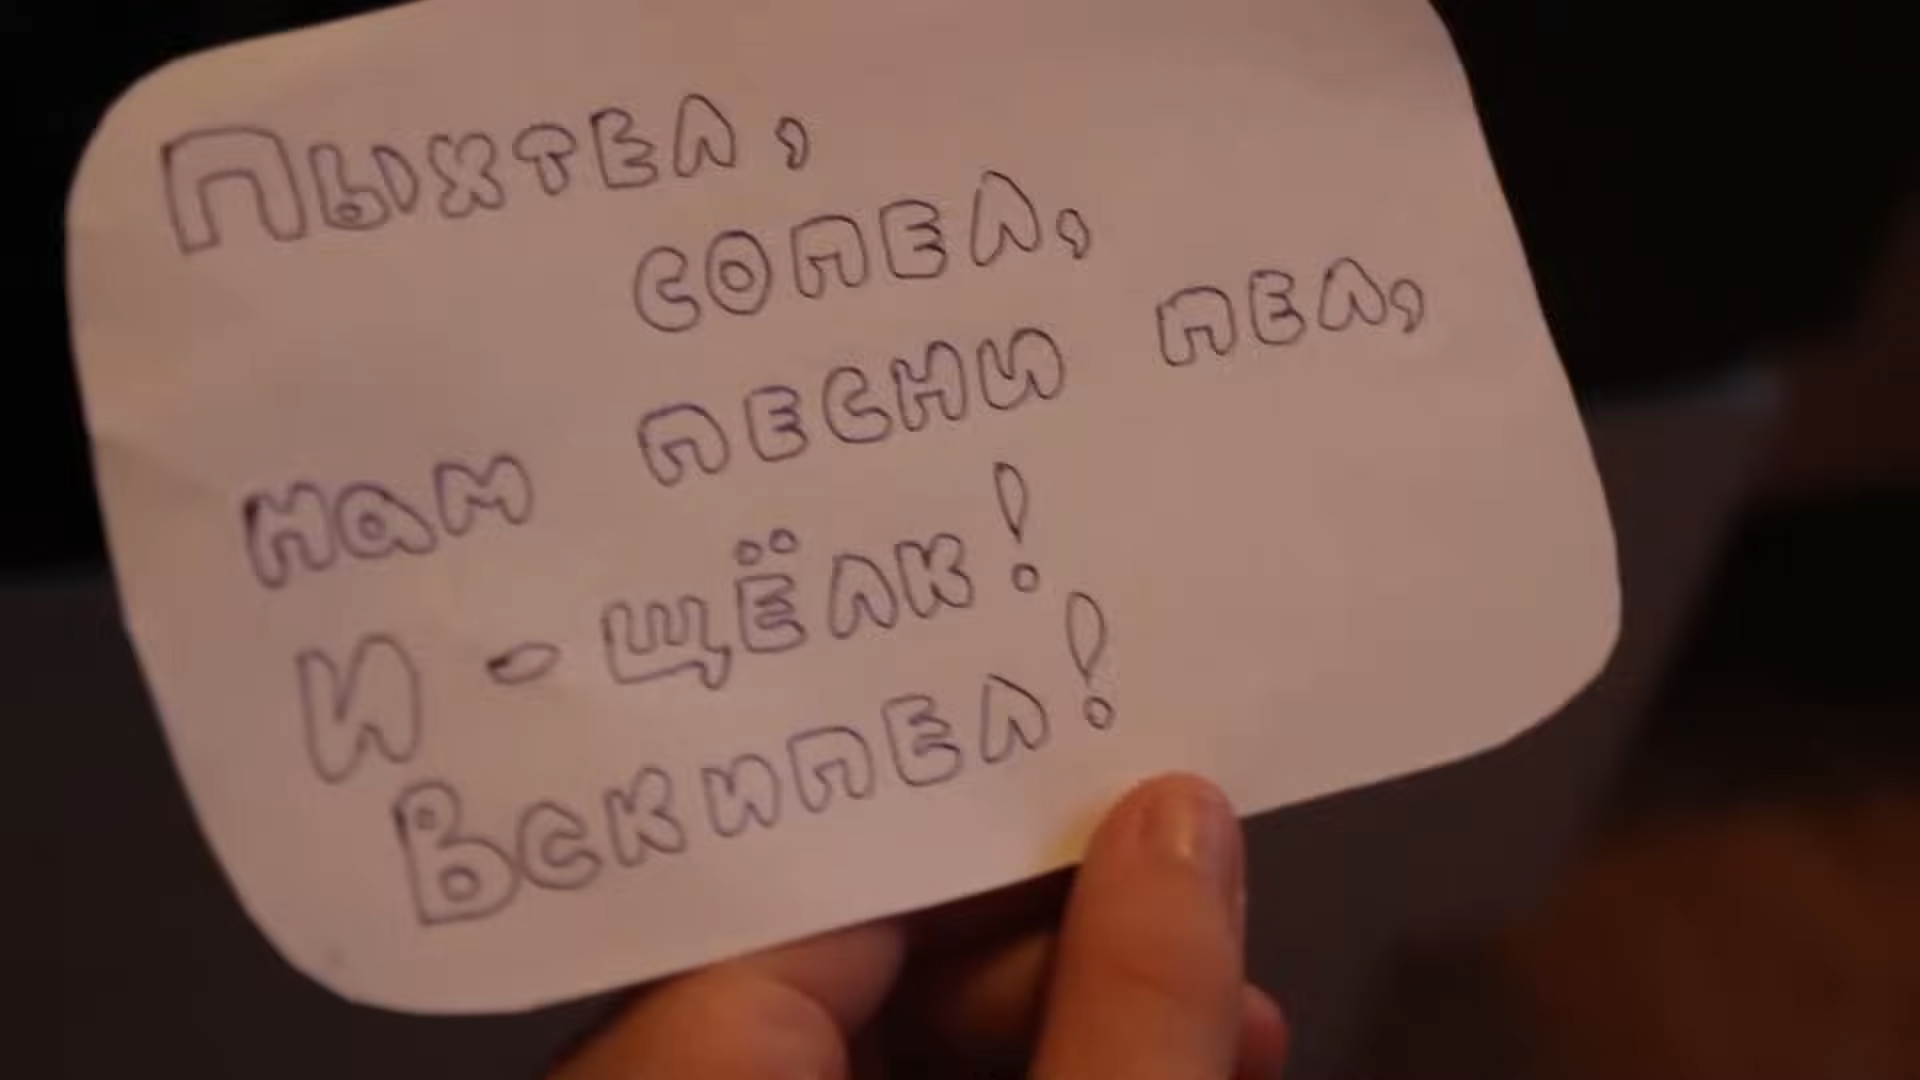 Пыхтел,
сопел,
нам песни пел,
и - щёлк!
Вскипел!